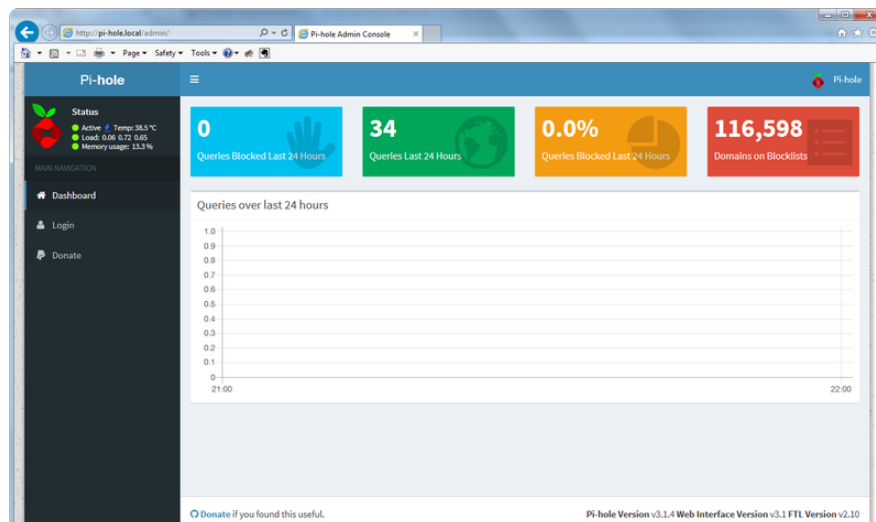 http://pi-hole.local/admin/
Pi-hole Admin Console
Page Safety Tools
Pi-hole
Pi-hole
Status
Active Temp: 38.5 °C
Load: 0.06 0.72 0.65
Memory usage: 13.3 %
MAIN NAVIGATION
Dashboard
Login
Donate
0
Queries Blocked Last 24 Hours
34
Queries Last 24 Hours
0.0%
Queries Blocked Last 24 Hours
116,598
Domains on Blocklists
Queries over last 24 hours
1.0
0.9
0.8
0.7
0.6
0.5
0.4
0.3
0.2
0.1
0
21:00 22:00
Donate if you found this useful.
Pi-hole Version v3.1.4 Web Interface Version v3.1 FTL Version v2.10